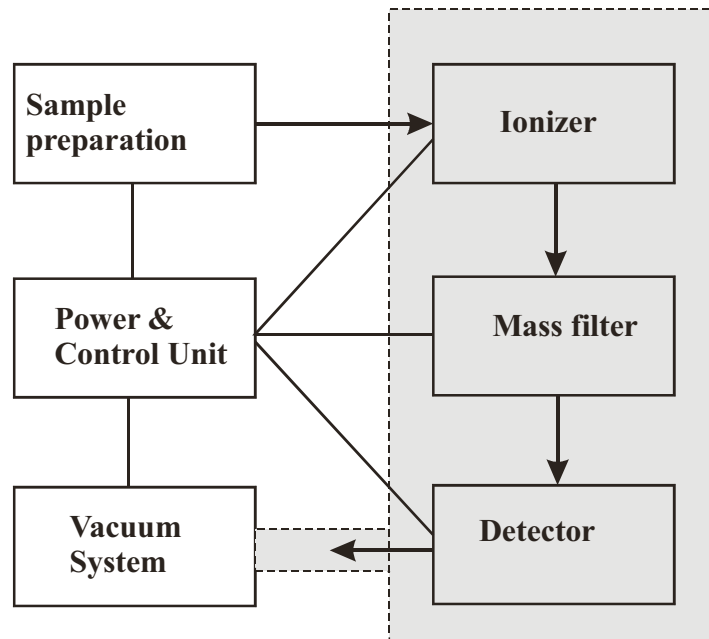 Sample
preparation
Ionizer
Power &
Control Unit
Mass filter
Vacuum
System
Detector